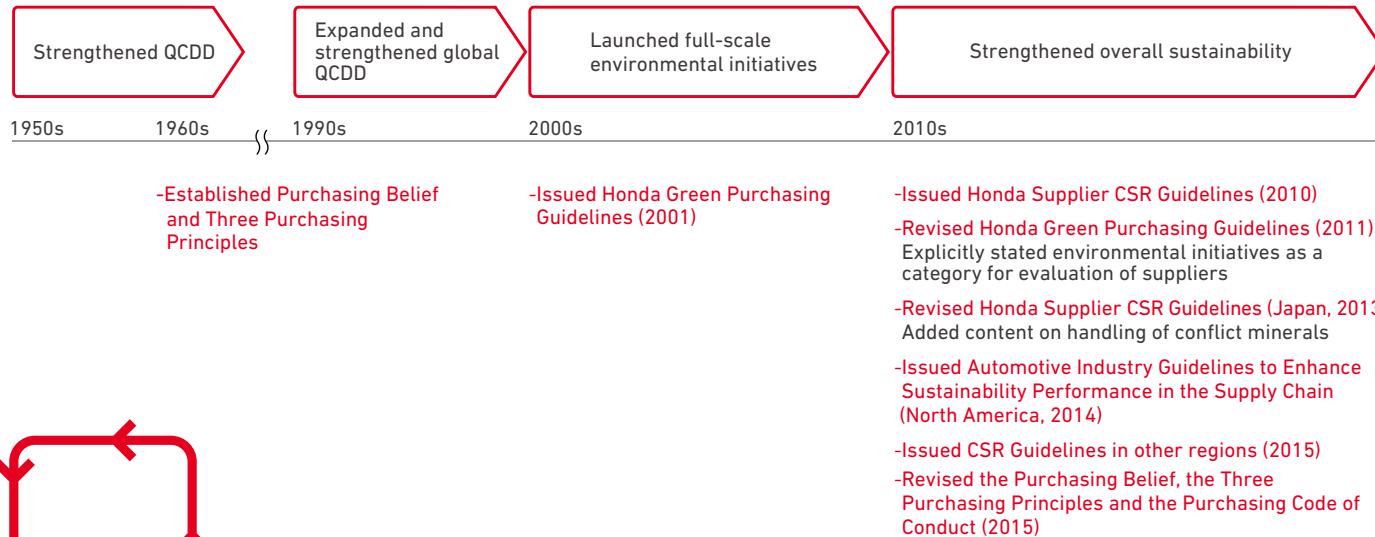 Strengthened QCDD
Expanded and
strengthened global
QCDD
Launched full-scale
environmental initiatives
Strengthened overall sustainability
1950s
1960s
1990s
2000s
2010s
-Established Purchasing Belief
and Three Purchasing
Principles
-Issued Honda Green Purchasing
Guidelines (2001)
-Issued Honda Supplier CSR Guidelines (2010)
-Revised Honda Green Purchasing Guidelines (2011)
Explicitly stated environmental initiatives as a
category for evaluation of suppliers
-Revised Honda Supplier CSR Guidelines (Japan, 2013
Added content on handling of conflict minerals
-Issued Automotive Industry Guidelines to Enhance
Sustainability Performance in the Supply Chain
(North America, 2014)
-Issued CSR Guidelines in other regions (2015)
-Revised the Purchasing Belief, the Three
Purchasing Principles and the Purchasing Code of
Conduct (2015)